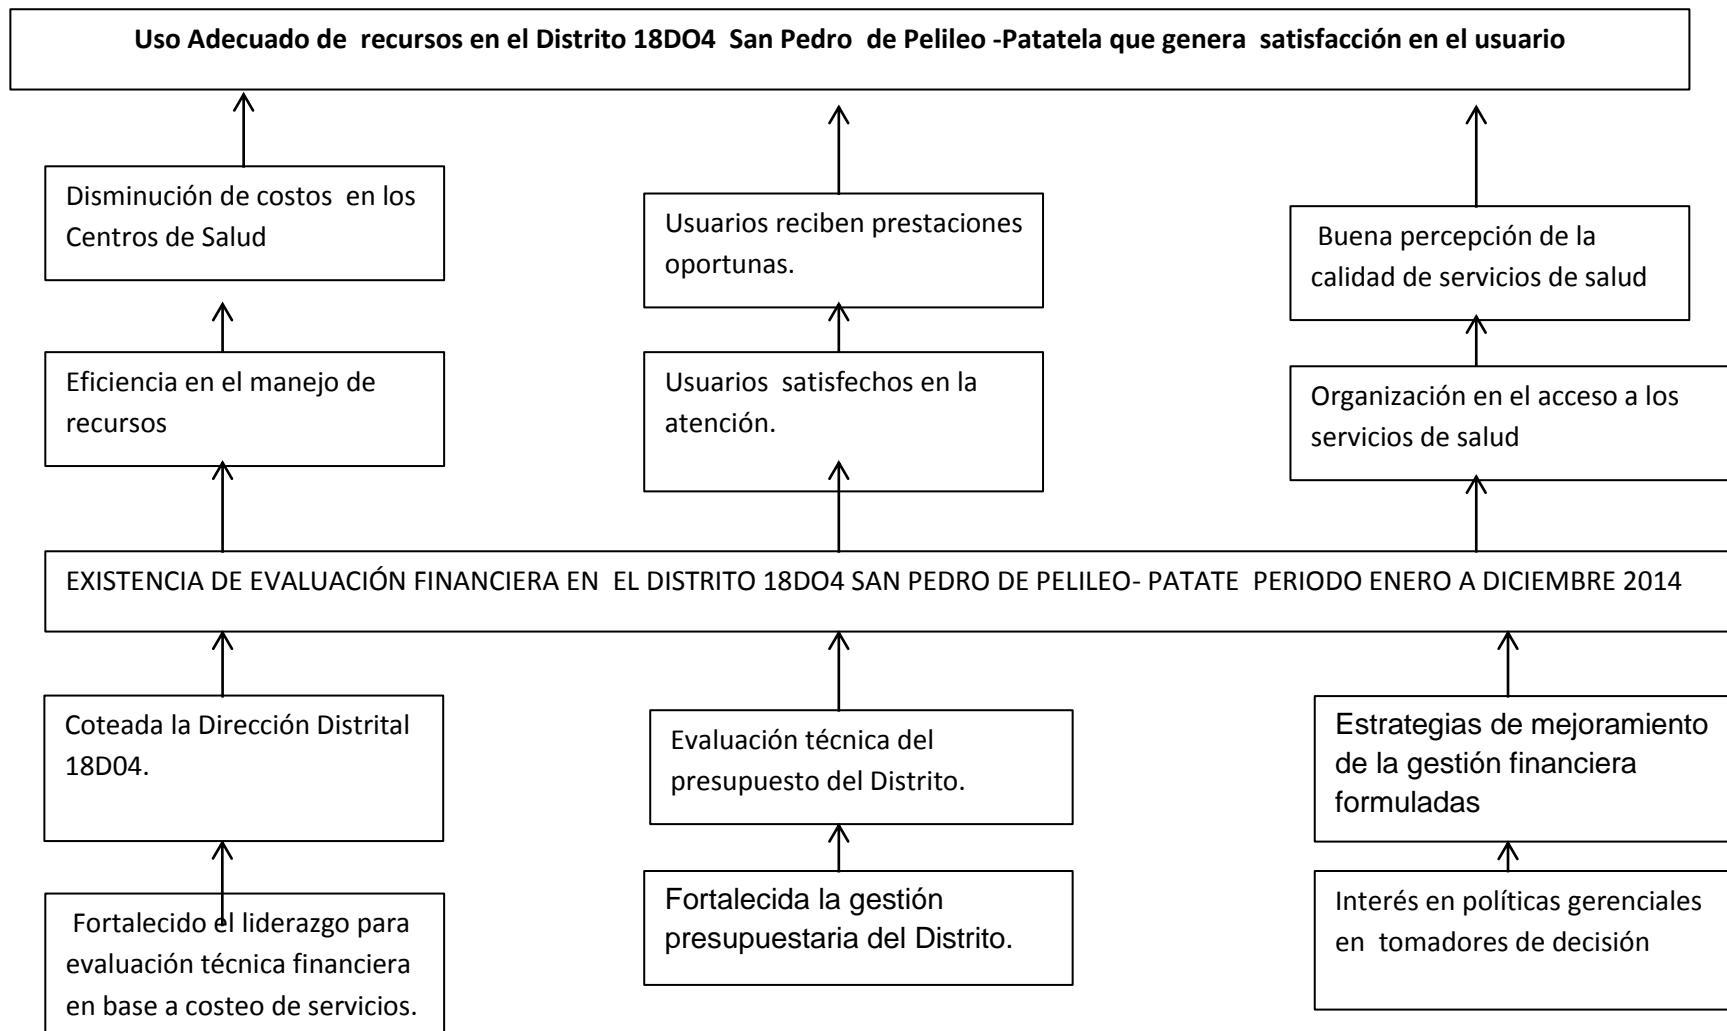 Uso Adecuado de recursos en el Distrito 18DO4 San Pedro de Pelileo -Patatela que genera satisfacción en el usuario
Disminución de costos en los
Centros de Salud
Usuarios reciben prestaciones
oportunas.
Buena percepción de la
calidad de servicios de salud
Eficiencia en el manejo de
recursos
Usuarios satisfechos en la
atención.
Organización en el acceso a los
servicios de salud
EXISTENCIA DE EVALUACIÓN FINANCIERA EN EL DISTRITO 18DO4 SAN PEDRO DE PELILEO- PATATE PERIODO ENERO A DICIEMBRE 2014
Coteada la Dirección Distrital
18D04.
Evaluación técnica del
presupuesto del Distrito.
Estrategias de mejoramiento
de la gestión financiera
formuladas
Fortalecido el liderazgo para
evaluación técnica financiera
en base a costeo de servicios.
Fortalecida la gestión
presupuestaria del Distrito.
Interés en políticas gerenciales
en tomadores de decisión